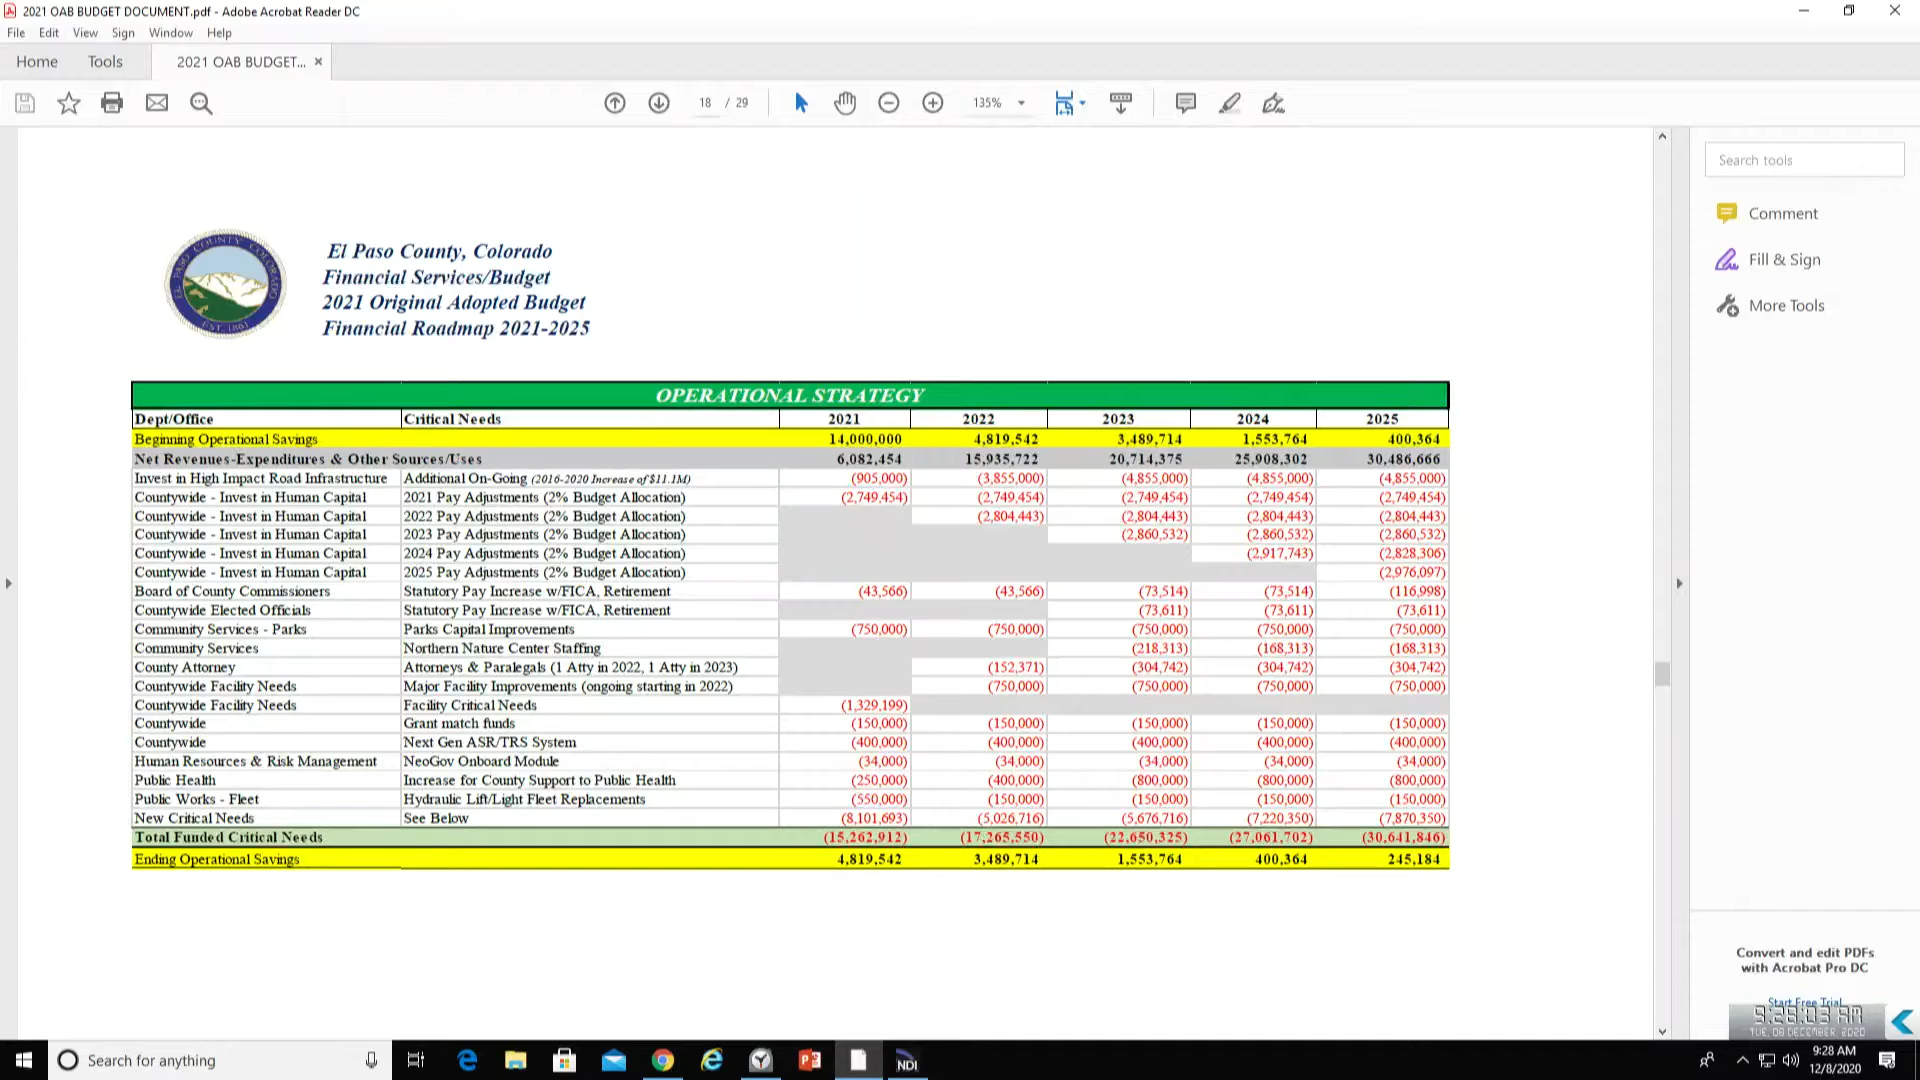 2021 OAB BUDGET DOCUMENT.pdf - Adobe Acrobat Reader DC
File Edit View Sign Window Help
Home Tools 2021 OAB BUDGET... ×
18 / 29 135%
Search tools
Comment
Fill & Sign
More Tools
EL PASO COUNTY COLORADO
EST. 1861
El Paso County, Colorado
Financial Services/Budget
2021 Original Adopted Budget
Financial Roadmap 2021-2025
OPERATIONAL STRATEGY
Dept/Office Critical Needs 2021 2022 2023 2024 2025
Beginning Operational Savings 14,000,000 4,819,542 3,489,714 1,553,764 400,364
Net Revenues-Expenditures & Other Sources/Uses 6,082,454 15,935,722 20,714,375 25,908,302 30,486,666
Invest in High Impact Road Infrastructure Additional On-Going (2016-2020 Increase of $11.1M) (905,000) (3,855,000) (4,855,000) (4,855,000) (4,855,000)
Countywide - Invest in Human Capital 2021 Pay Adjustments (2% Budget Allocation) (2,749,454) (2,749,454) (2,749,454) (2,749,454) (2,749,454)
Countywide - Invest in Human Capital 2022 Pay Adjustments (2% Budget Allocation) (2,804,443) (2,804,443) (2,804,443) (2,804,443)
Countywide - Invest in Human Capital 2023 Pay Adjustments (2% Budget Allocation) (2,860,532) (2,860,532) (2,860,532)
Countywide - Invest in Human Capital 2024 Pay Adjustments (2% Budget Allocation) (2,917,743) (2,828,306)
Countywide - Invest in Human Capital 2025 Pay Adjustments (2% Budget Allocation) (2,976,097)
Board of County Commissioners Statutory Pay Increase w/FICA, Retirement (43,566) (43,566) (73,514) (73,514) (116,998)
Countywide Elected Officials Statutory Pay Increase w/FICA, Retirement (73,611) (73,611) (73,611)
Community Services - Parks Parks Capital Improvements (750,000) (750,000) (750,000) (750,000) (750,000)
Community Services Northern Nature Center Staffing (218,313) (168,313) (168,313)
County Attorney Attorneys & Paralegals (1 Atty in 2022, 1 Atty in 2023) (152,371) (304,742) (304,742) (304,742)
Countywide Facility Needs Major Facility Improvements (ongoing starting in 2022) (750,000) (750,000) (750,000) (750,000)
Countywide Facility Needs Facility Critical Needs (1,329,199)
Countywide Grant match funds (150,000) (150,000) (150,000) (150,000) (150,000)
Countywide Next Gen ASR/TRS System (400,000) (400,000) (400,000) (400,000) (400,000)
Human Resources & Risk Management NeoGov Onboard Module (34,000) (34,000) (34,000) (34,000) (34,000)
Public Health Increase for County Support to Public Health (250,000) (400,000) (800,000) (800,000) (800,000)
Public Works - Fleet Hydraulic Lift/Light Fleet Replacements (550,000) (150,000) (150,000) (150,000) (150,000)
New Critical Needs See Below (8,101,693) (5,026,716) (5,676,716) (7,220,350) (7,870,350)
Total Funded Critical Needs (15,262,912) (17,265,550) (22,650,325) (27,061,702) (30,641,846)
Ending Operational Savings 4,819,542 3,489,714 1,553,764 400,364 245,184
Convert and edit PDFs
with Acrobat Pro DC
Start Free Trial
9:28:03 AM
TUE, 08 DECEMBER, 2020
Search for anything
NDI
9:28 AM
12/8/2020